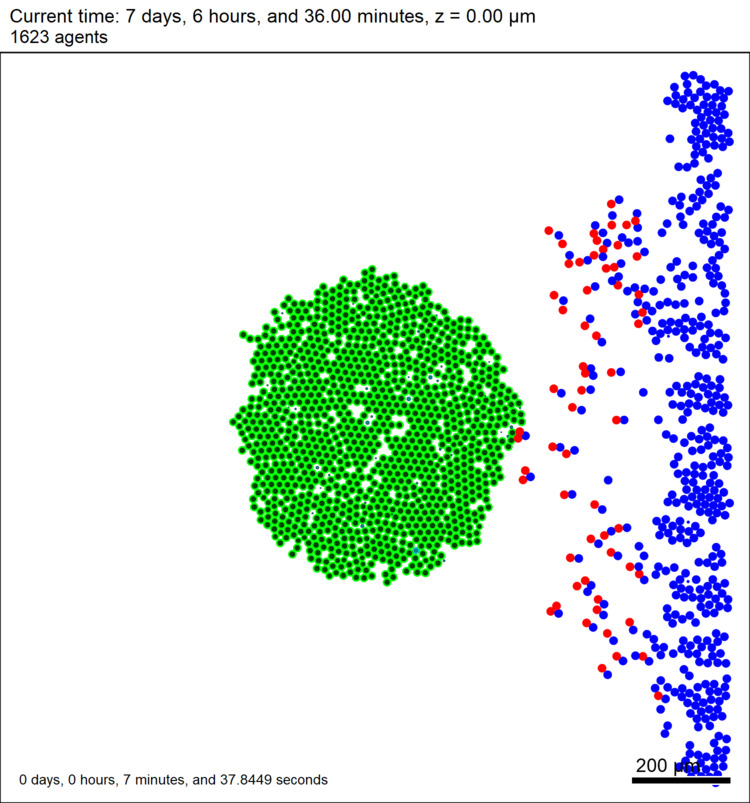 Current time: 7 days, 6 hours, and 36.00 minutes, z = 0.00 μm
1623 agents
200 μm
0 days, 0 hours, 7 minutes, and 37.8449 seconds